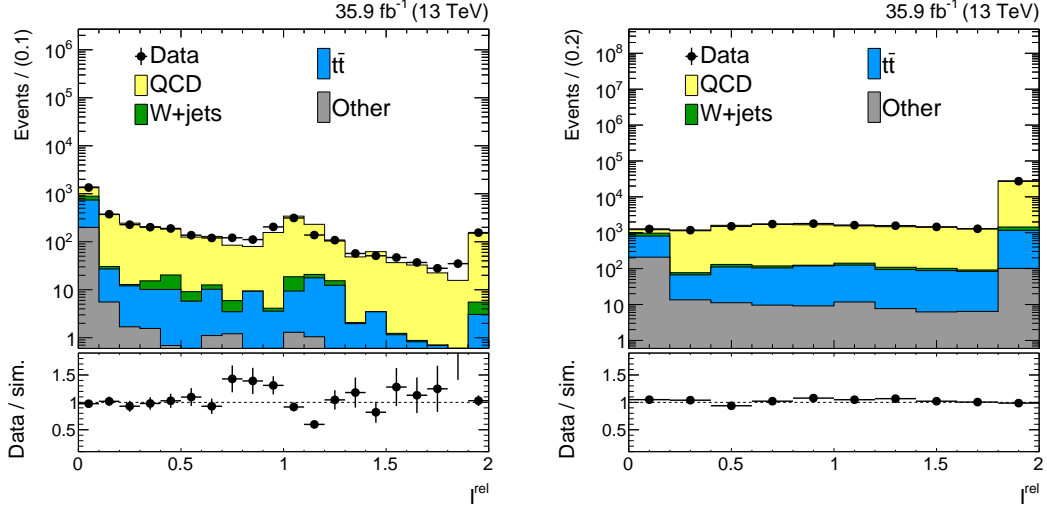 35.9 fb⁻¹ (13 TeV)
Events / (0.1)
10⁶
10⁵
10⁴
10³
10²
10
1
Data
QCD
W+jets
tt̄
Other
Data / sim.
1.5
1
0.5
0
0.5
1
1.5
2
I^rel
35.9 fb⁻¹ (13 TeV)
Events / (0.2)
10⁸
10⁷
10⁶
10⁵
10⁴
10³
10²
10
1
Data
QCD
W+jets
tt̄
Other
Data / sim.
1.5
1
0.5
0
0.5
1
1.5
2
I^rel